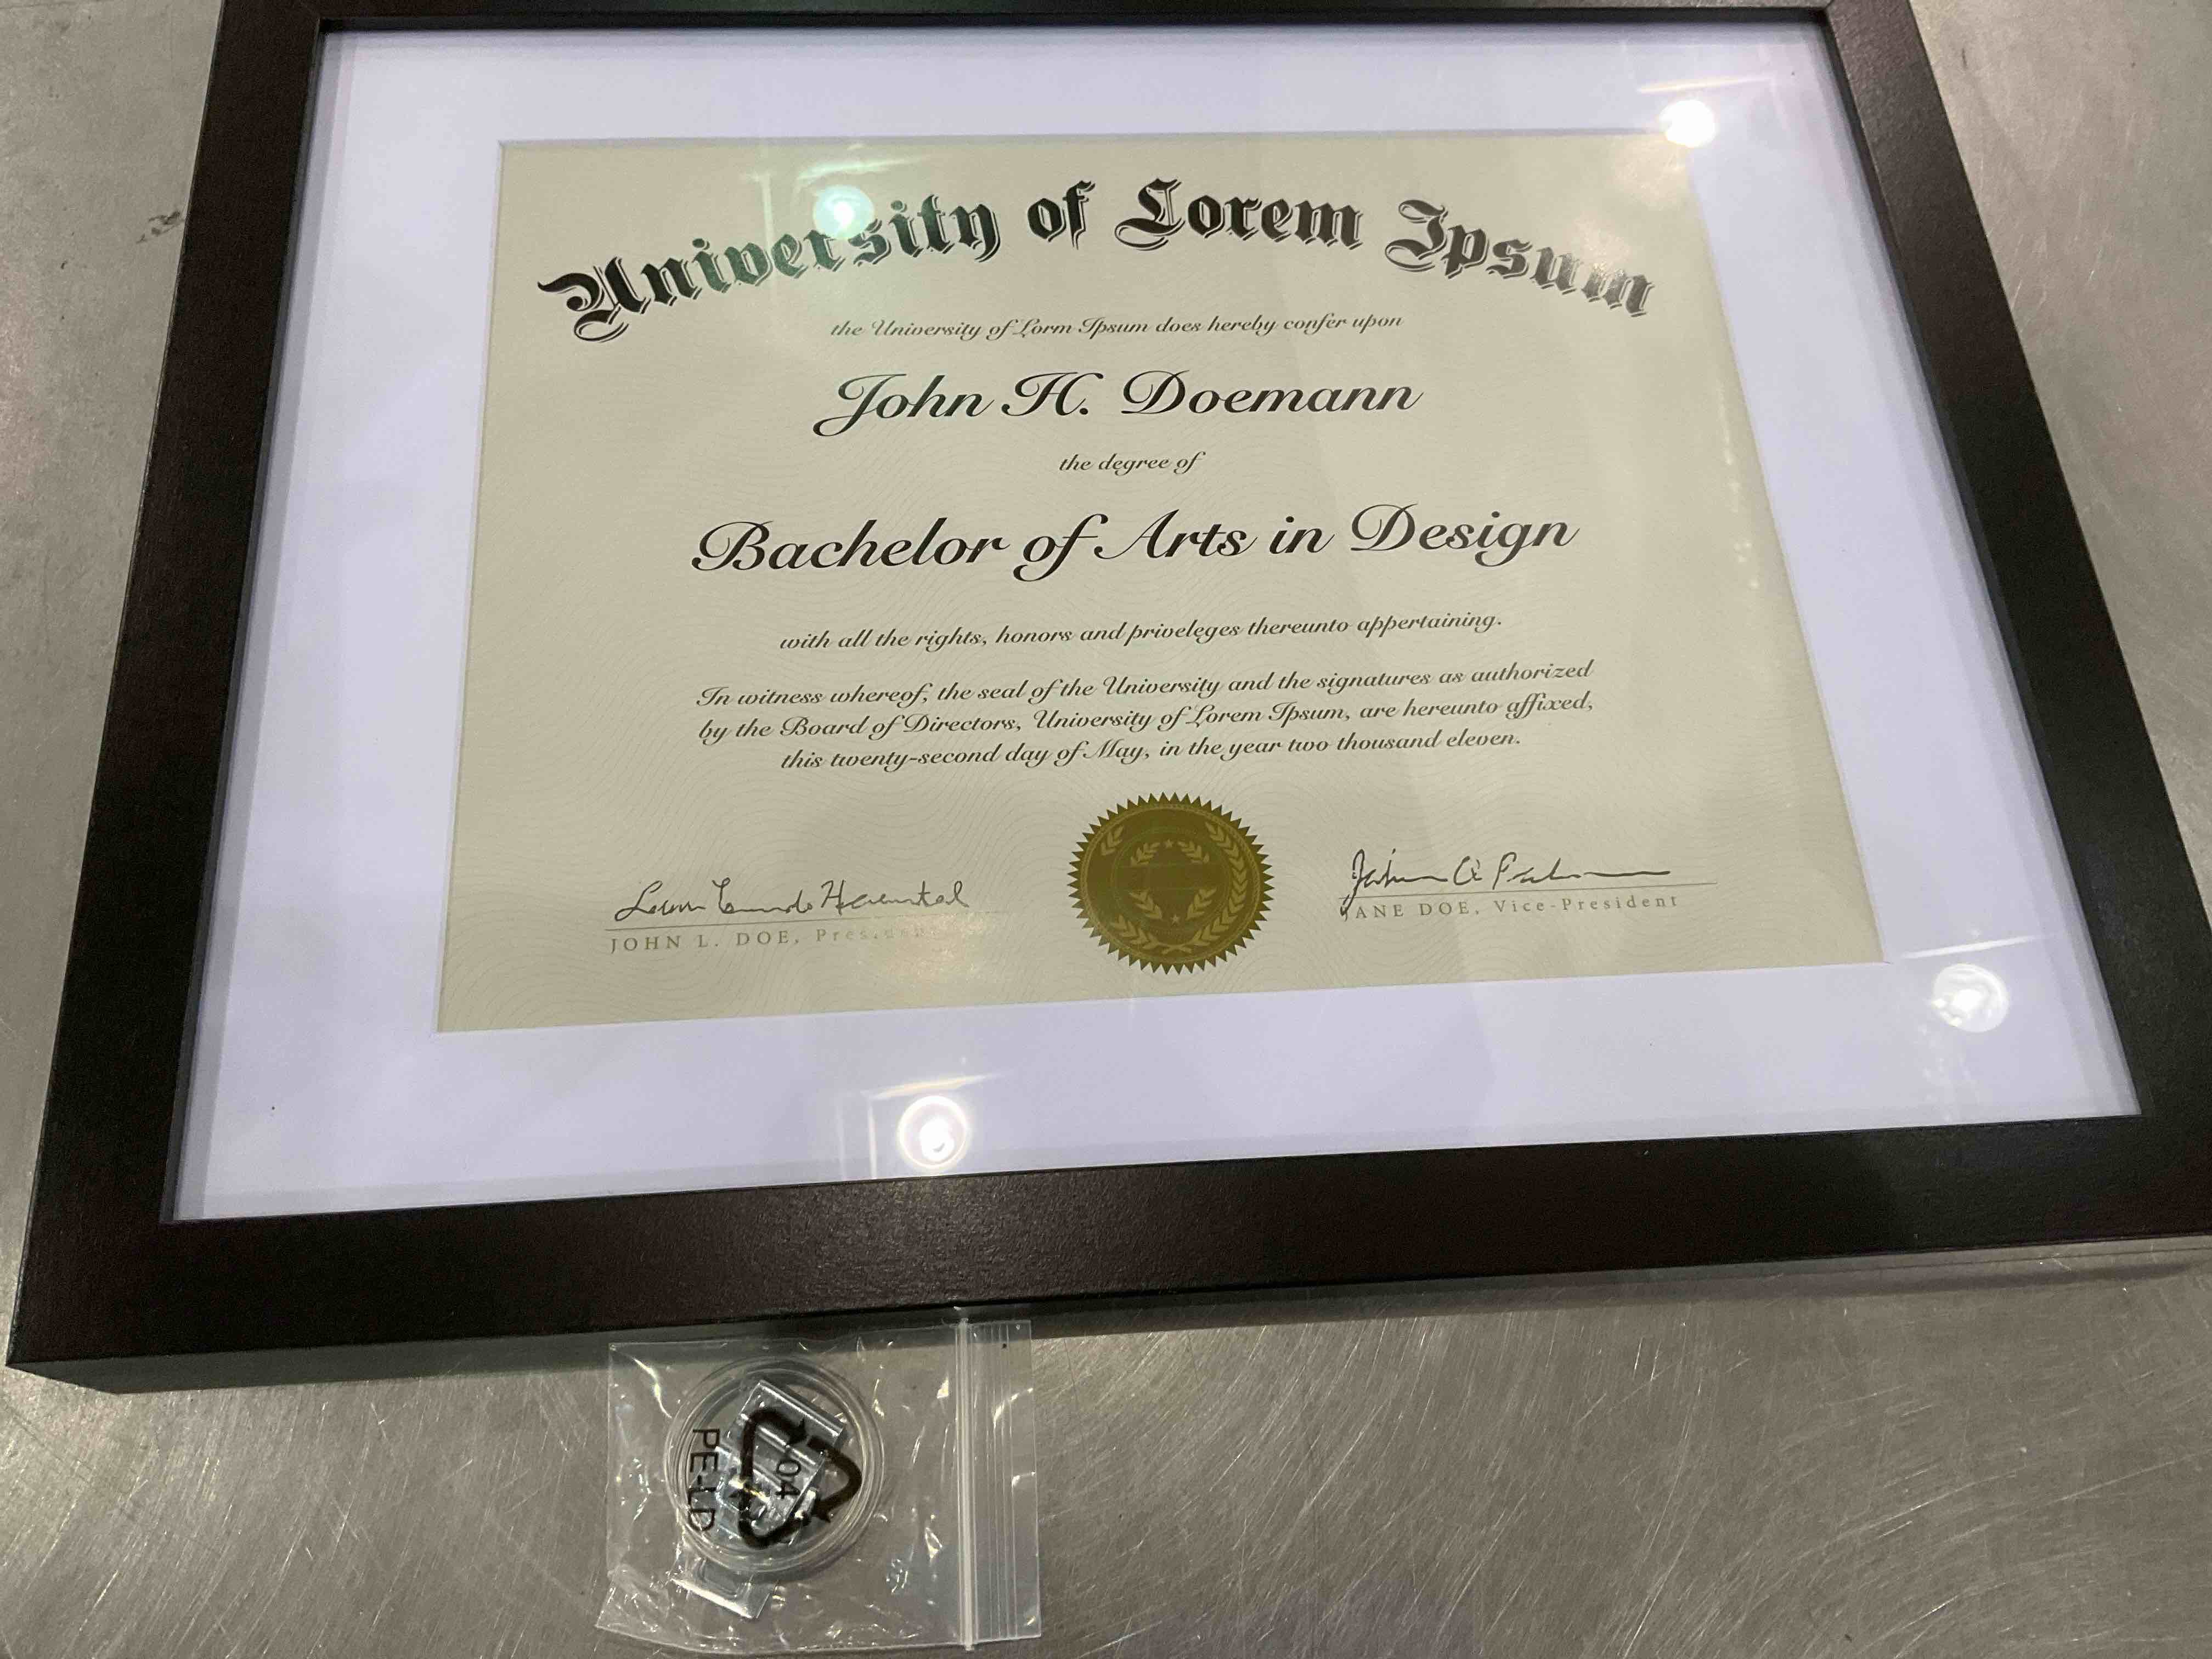 University of Lorem Ipsum
the University of Lorm Ipsum does hereby confer upon
John H. Doemann
the degree of
Bachelor of Arts in Design
with all the rights, honors and priveleges thereunto appertaining.
In witness whereof, the seal of the University and the signatures as authorized
by the Board of Directors, University of Lorem Ipsum, are hereunto affixed,
this twenty-second day of May, in the year two thousand eleven.
JOHN L. DOE, President
JANE DOE, Vice-President
04
PE-LD